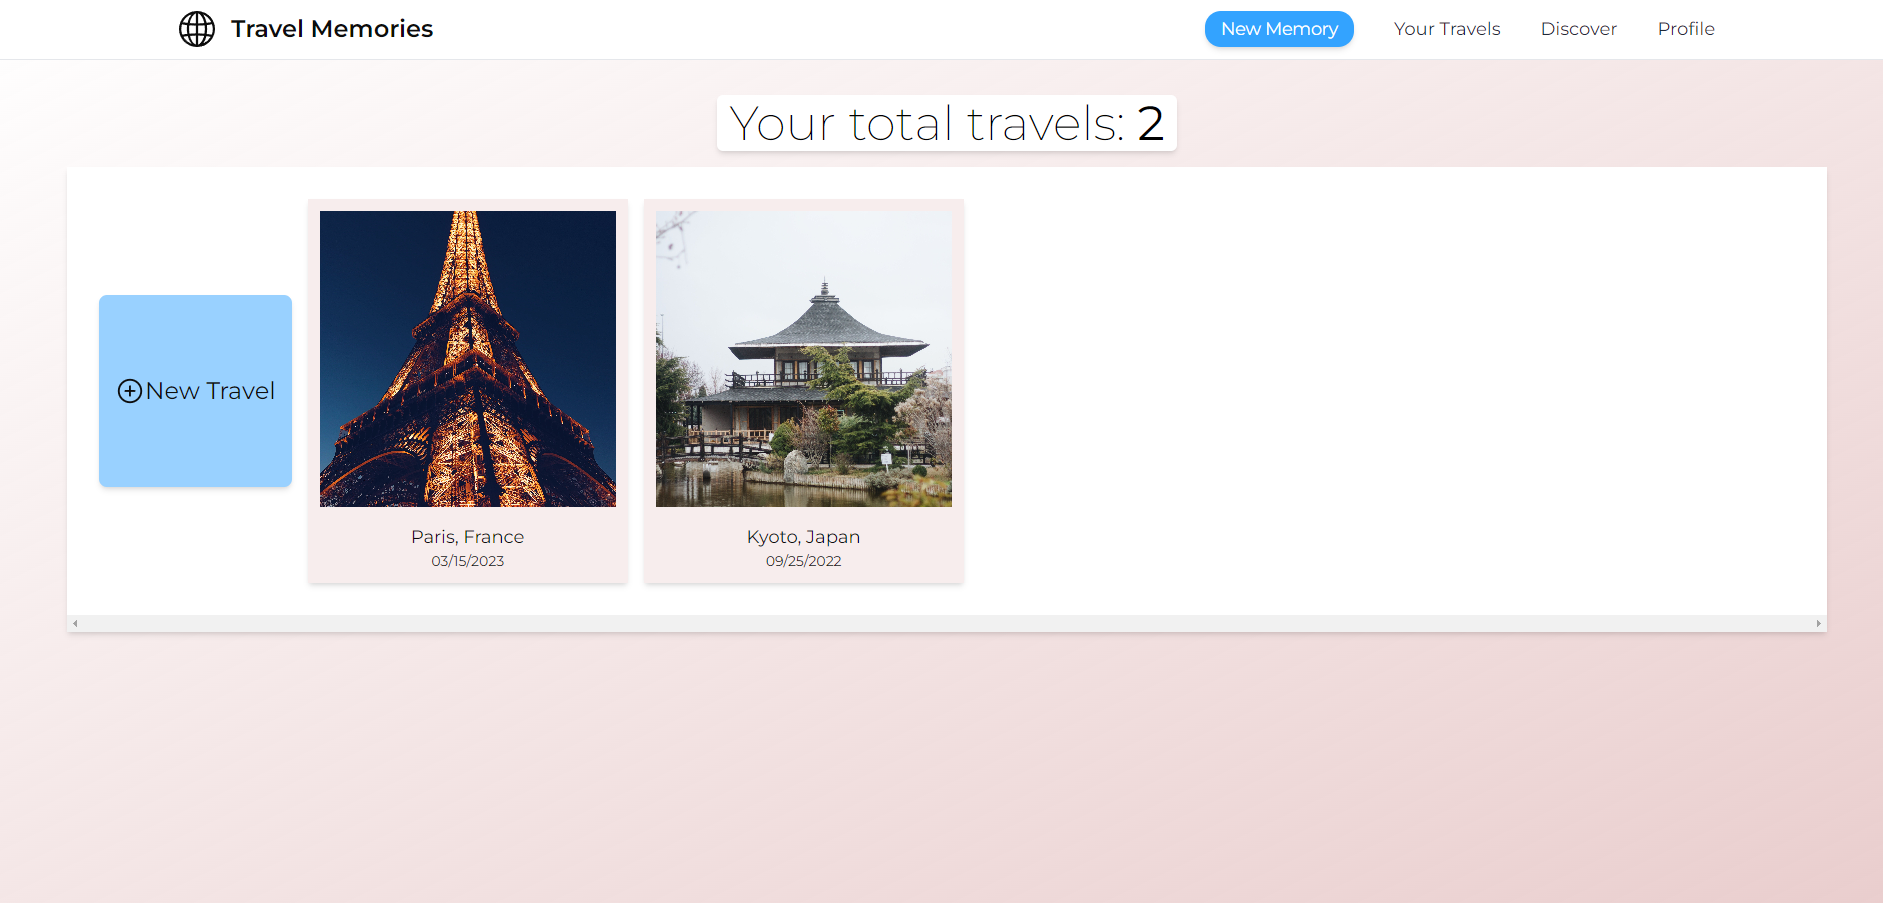 Travel Memories
New Memory
Your Travels
Discover
Profile
Your total travels: 2
New Travel
Paris, France
03/15/2023
Kyoto, Japan
09/25/2022